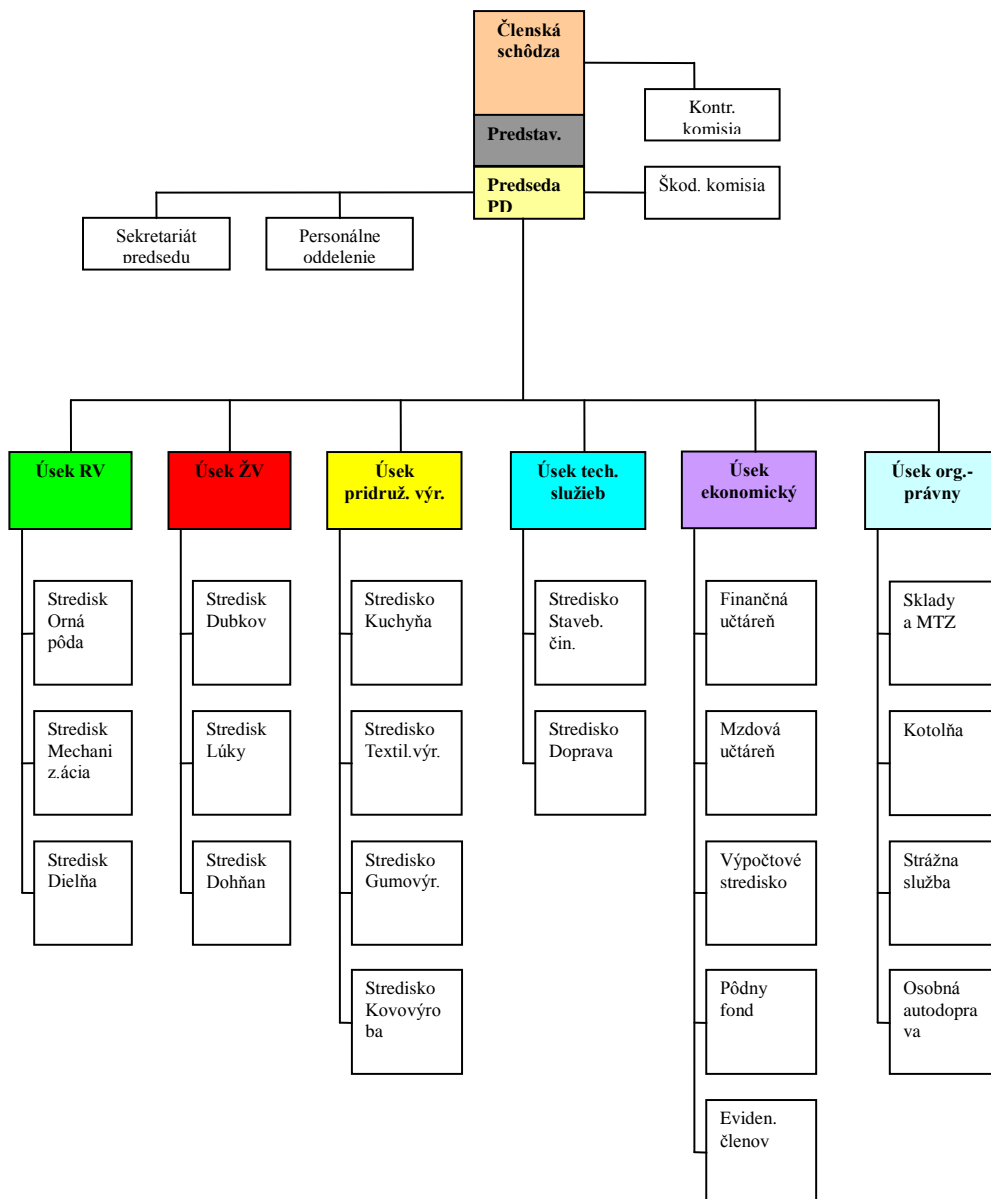 Členská
schôdza
Kontr.
komisia
Predstav.
Predseda
PD
Škod. komisia
Sekretariát
predsedu
Personálne
oddelenie
Úsek RV
Úsek ŽV
Úsek
pridruž. výr.
Úsek tech.
služieb
Úsek
ekonomický
Úsek org.-
právny
Stredisk
Orná
pôda
Stredisk
Dubkov
Stredisko
Kuchyňa
Stredisko
Staveb.
čin.
Finančná
učtáreň
Sklady
a MTZ
Stredisk
Mechani
z.ácia
Stredisk
Lúky
Stredisko
Textil.výr.
Stredisko
Doprava
Mzdová
učtáreň
Kotolňa
Stredisk
Dielňa
Stredisk
Dohňan
Stredisko
Gumovýr.
Výpočtové
stredisko
Strážna
služba
Stredisko
Kovovýro
ba
Pôdny
fond
Osobná
autodopra
va
Eviden.
členov